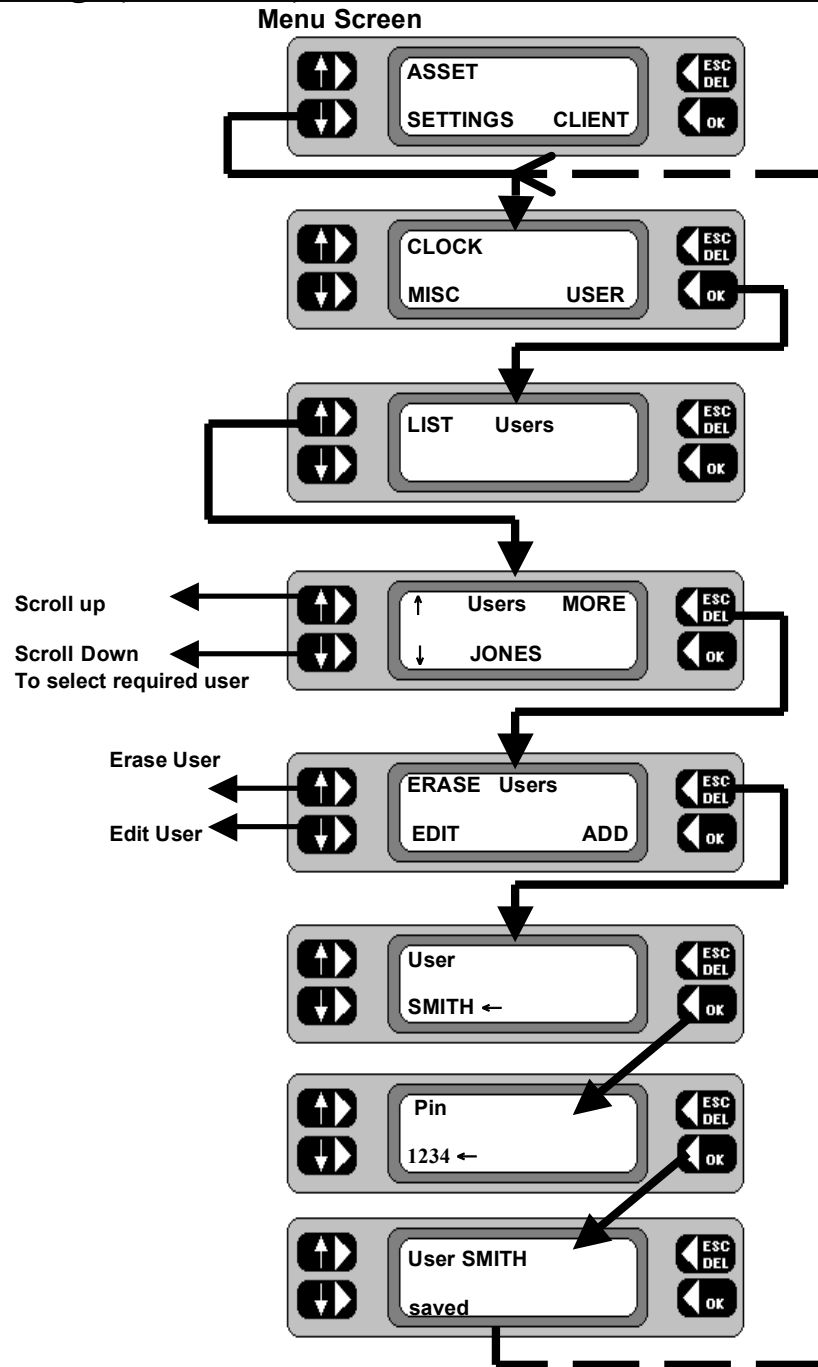 Menu Screen
ASSET
SETTINGS CLIENT
ESC
DEL
OK
CLOCK
MISC USER
ESC
DEL
OK
LIST Users
ESC
DEL
OK
Scroll up
Scroll Down
To select required user
↑ Users MORE
↓ JONES
ESC
DEL
OK
Erase User
Edit User
ERASE Users
EDIT ADD
ESC
DEL
OK
User
SMITH ←
ESC
DEL
OK
Pin
1234 ←
ESC
DEL
OK
User SMITH
saved
ESC
DEL
OK